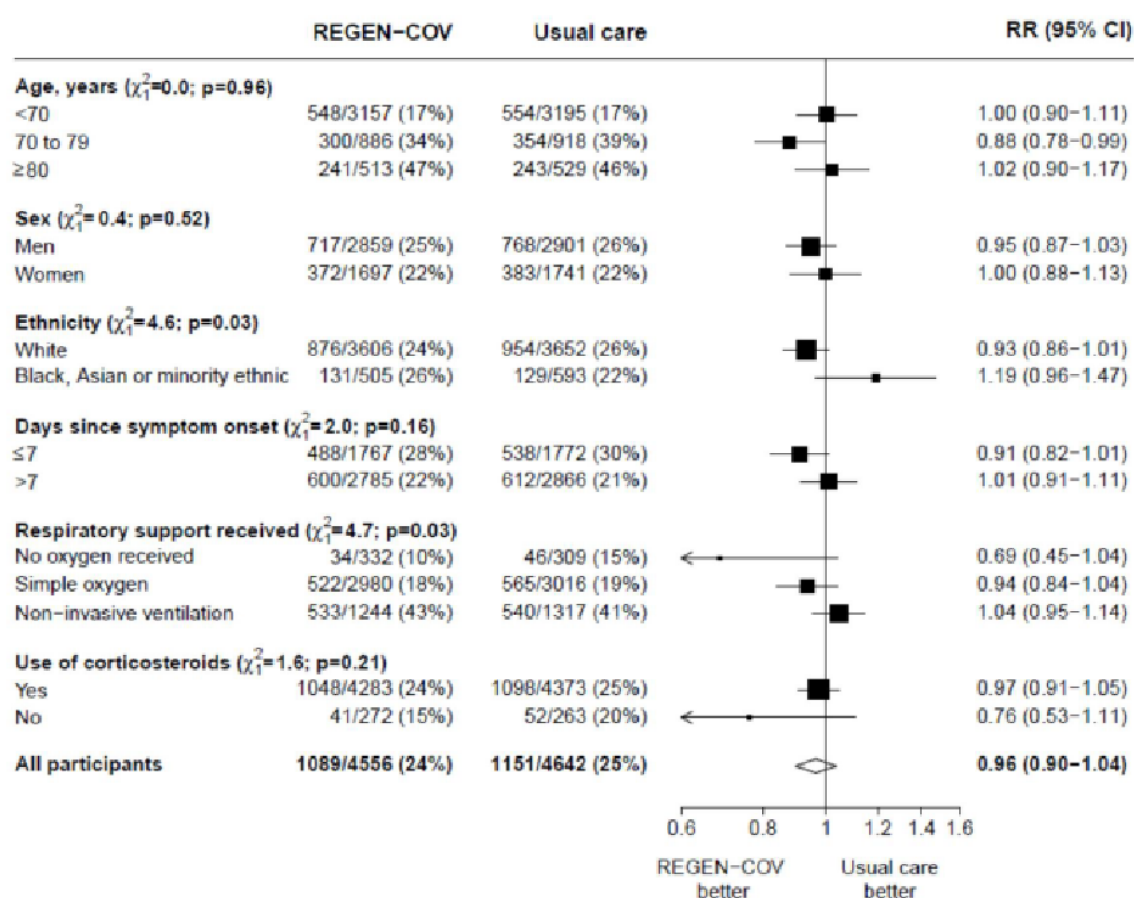 REGEN−COV Usual care RR (95% CI)
Age, years (χ²₁=0.0; p=0.96)
<70 548/3157 (17%) 554/3195 (17%) 1.00 (0.90−1.11)
70 to 79 300/886 (34%) 354/918 (39%) 0.88 (0.78−0.99)
≥80 241/513 (47%) 243/529 (46%) 1.02 (0.90−1.17)
Sex (χ²₁= 0.4; p=0.52)
Men 717/2859 (25%) 768/2901 (26%) 0.95 (0.87−1.03)
Women 372/1697 (22%) 383/1741 (22%) 1.00 (0.88−1.13)
Ethnicity (χ²₁=4.6; p=0.03)
White 876/3606 (24%) 954/3652 (26%) 0.93 (0.86−1.01)
Black, Asian or minority ethnic 131/505 (26%) 129/593 (22%) 1.19 (0.96−1.47)
Days since symptom onset (χ²₁= 2.0; p=0.16)
≤7 488/1767 (28%) 538/1772 (30%) 0.91 (0.82−1.01)
>7 600/2785 (22%) 612/2866 (21%) 1.01 (0.91−1.11)
Respiratory support received (χ²₁=4.7; p=0.03)
No oxygen received 34/332 (10%) 46/309 (15%) 0.69 (0.45−1.04)
Simple oxygen 522/2980 (18%) 565/3016 (19%) 0.94 (0.84−1.04)
Non−invasive ventilation 533/1244 (43%) 540/1317 (41%) 1.04 (0.95−1.14)
Use of corticosteroids (χ²₁=1.6; p=0.21)
Yes 1048/4283 (24%) 1098/4373 (25%) 0.97 (0.91−1.05)
No 41/272 (15%) 52/263 (20%) 0.76 (0.53−1.11)
All participants 1089/4556 (24%) 1151/4642 (25%) 0.96 (0.90−1.04)
0.6 0.8 1 1.2 1.4 1.6
REGEN−COV Usual care
better better